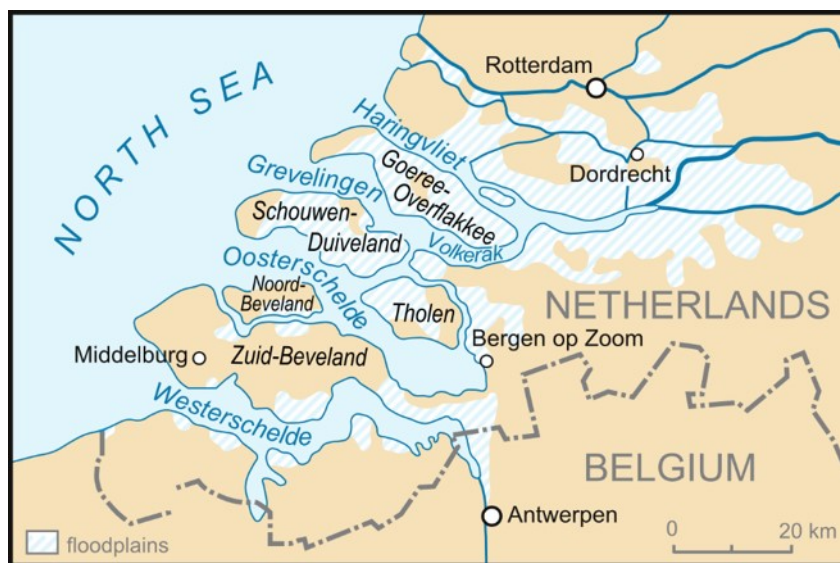 NORTH SEA
Rotterdam
Haringvliet
Goeree-
Overflakkee
Dordrecht
Grevelingen
Schouwen-
Duiveland
Volkerak
Oosterschelde
Noord-
Beveland
Tholen
NETHERLANDS
Middelburg
Zuid-Beveland
Bergen op Zoom
Westerschelde
BELGIUM
Antwerpen
floodplains
0 20 km